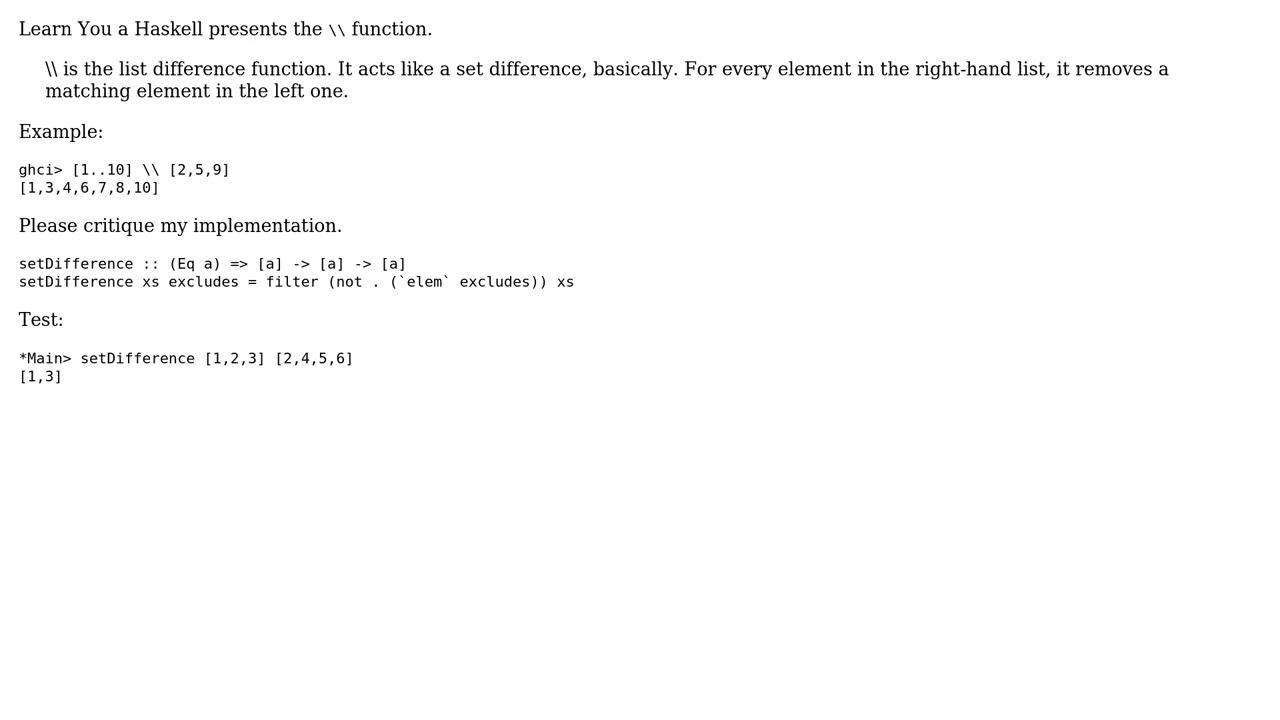 Learn You a Haskell presents the \\ function.
\\ is the list difference function. It acts like a set difference, basically. For every element in the right-hand list, it removes a
matching element in the left one.
Example:
ghci> [1..10] \\ [2,5,9]
[1,3,4,6,7,8,10]
Please critique my implementation.
setDifference :: (Eq a) => [a] -> [a] -> [a]
setDifference xs excludes = filter (not . (`elem` excludes)) xs
Test:
*Main> setDifference [1,2,3] [2,4,5,6]
[1,3]